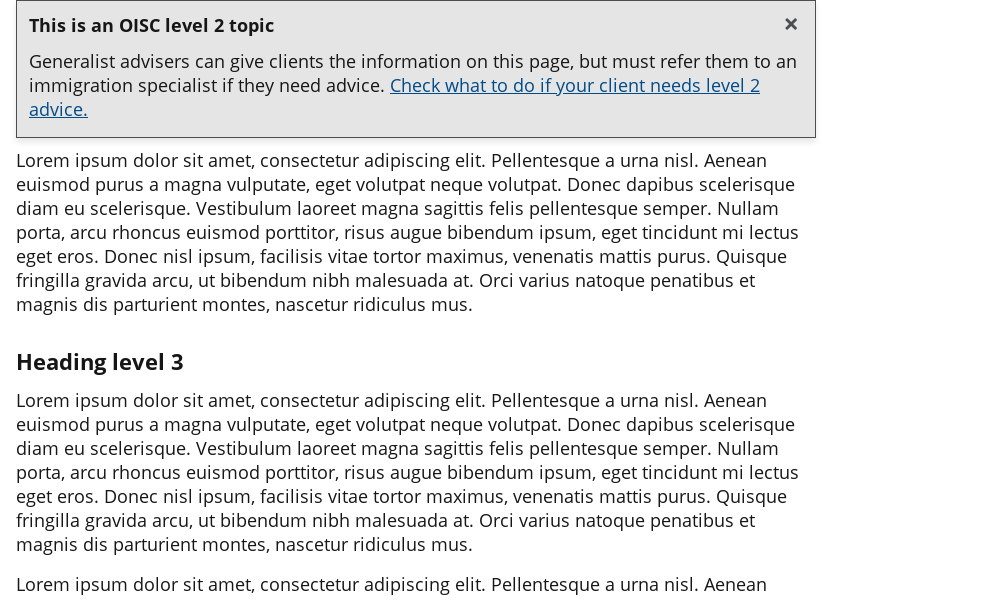 This is an OISC level 2 topic
Generalist advisers can give clients the information on this page, but must refer them to an
immigration specialist if they need advice. Check what to do if your client needs level 2
advice.
Lorem ipsum dolor sit amet, consectetur adipiscing elit. Pellentesque a urna nisl. Aenean
euismod purus a magna vulputate, eget volutpat neque volutpat. Donec dapibus scelerisque
diam eu scelerisque. Vestibulum laoreet magna sagittis felis pellentesque semper. Nullam
porta, arcu rhoncus euismod porttitor, risus augue bibendum ipsum, eget tincidunt mi lectus
eget eros. Donec nisl ipsum, facilisis vitae tortor maximus, venenatis mattis purus. Quisque
fringilla gravida arcu, ut bibendum nibh malesuada at. Orci varius natoque penatibus et
magnis dis parturient montes, nascetur ridiculus mus.
Heading level 3
Lorem ipsum dolor sit amet, consectetur adipiscing elit. Pellentesque a urna nisl. Aenean
euismod purus a magna vulputate, eget volutpat neque volutpat. Donec dapibus scelerisque
diam eu scelerisque. Vestibulum laoreet magna sagittis felis pellentesque semper. Nullam
porta, arcu rhoncus euismod porttitor, risus augue bibendum ipsum, eget tincidunt mi lectus
eget eros. Donec nisl ipsum, facilisis vitae tortor maximus, venenatis mattis purus. Quisque
fringilla gravida arcu, ut bibendum nibh malesuada at. Orci varius natoque penatibus et
magnis dis parturient montes, nascetur ridiculus mus.
Lorem ipsum dolor sit amet, consectetur adipiscing elit. Pellentesque a urna nisl. Aenean